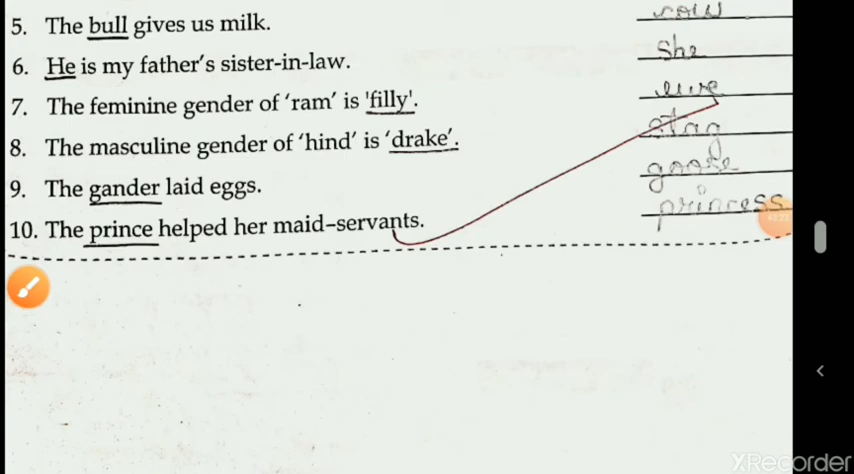 5. The bull gives us milk. cow
6. He is my father's sister-in-law. She
7. The feminine gender of 'ram' is 'filly'. ewe
8. The masculine gender of 'hind' is 'drake'. stag
9. The gander laid eggs. goose
10. The prince helped her maid-servants. princess
XRecorder